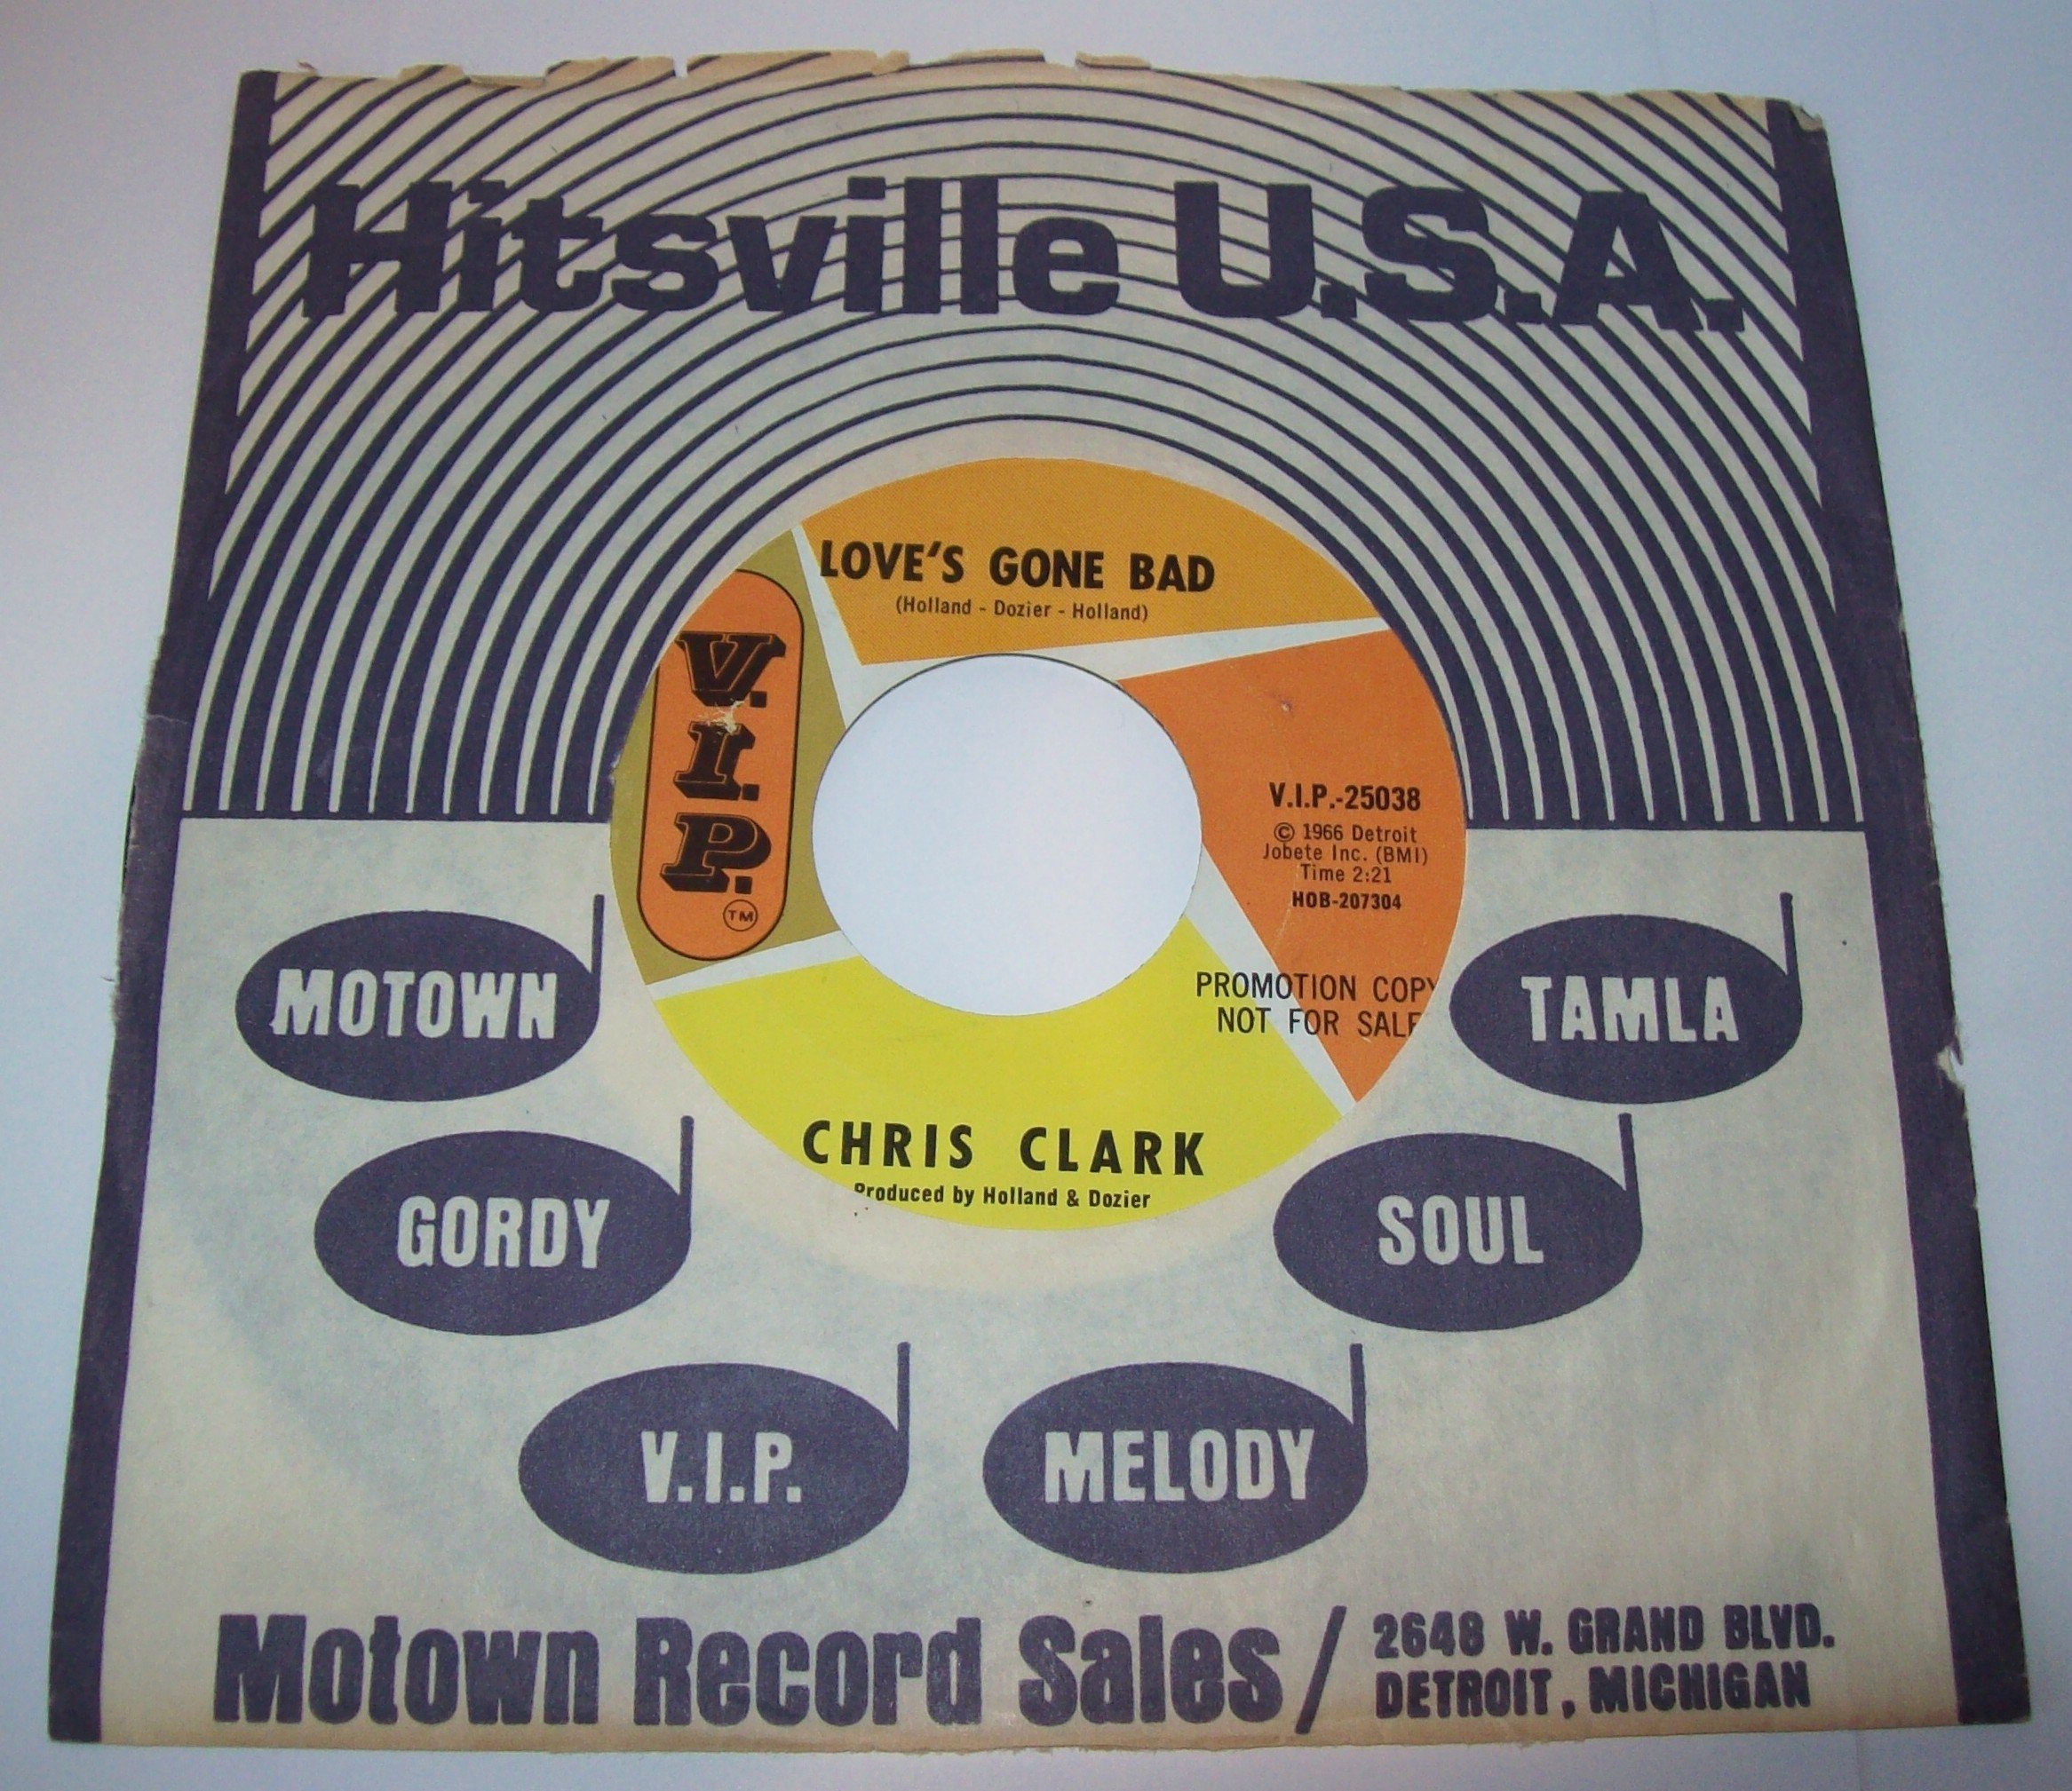 Hitsville U.S.A.
LOVE'S GONE BAD
(Holland - Dozier - Holland)
V.
I.
P.
TM
V.I.P.-25038
© 1966 Detroit
Jobete Inc. (BMI)
Time 2:21
HOB-207304
PROMOTION COPY
NOT FOR SALE
CHRIS CLARK
Produced by Holland & Dozier
MOTOWN
TAMLA
GORDY
SOUL
V.I.P.
MELODY
Motown Record Sales / 2648 W. GRAND BLVD.
DETROIT, MICHIGAN